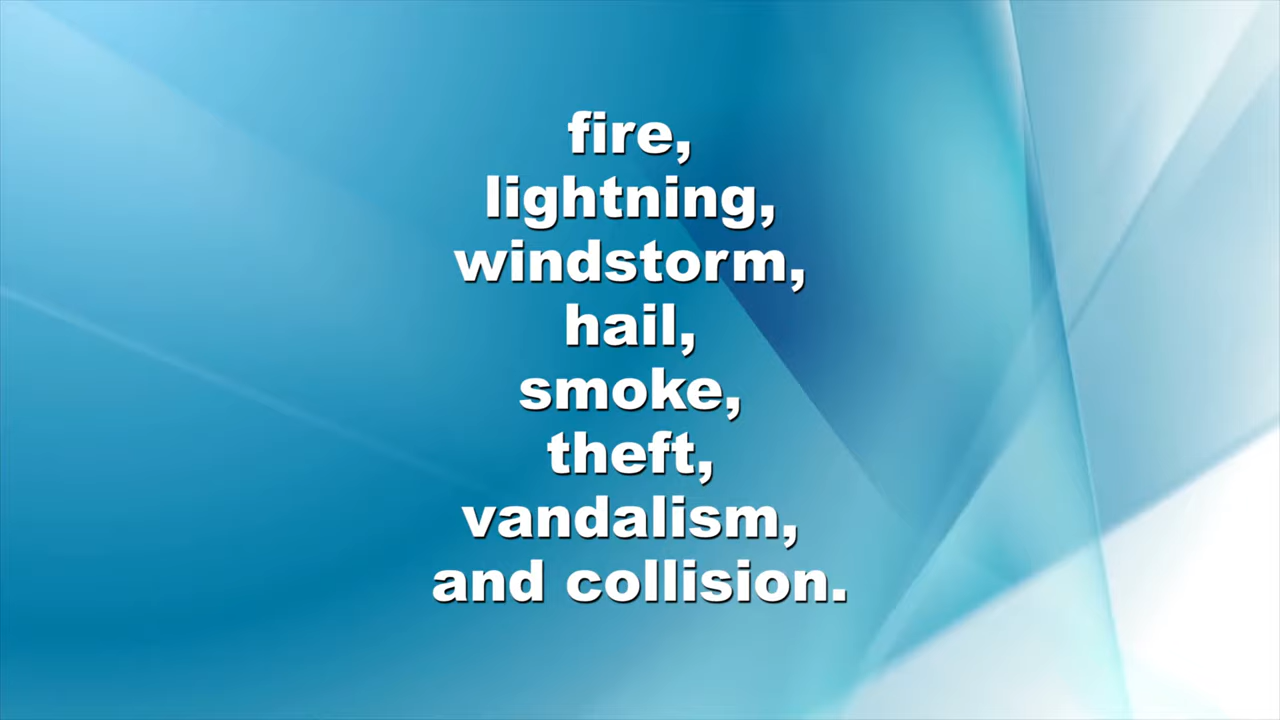 fire,
lightning,
windstorm,
hail,
smoke,
theft,
vandalism,
and collision.